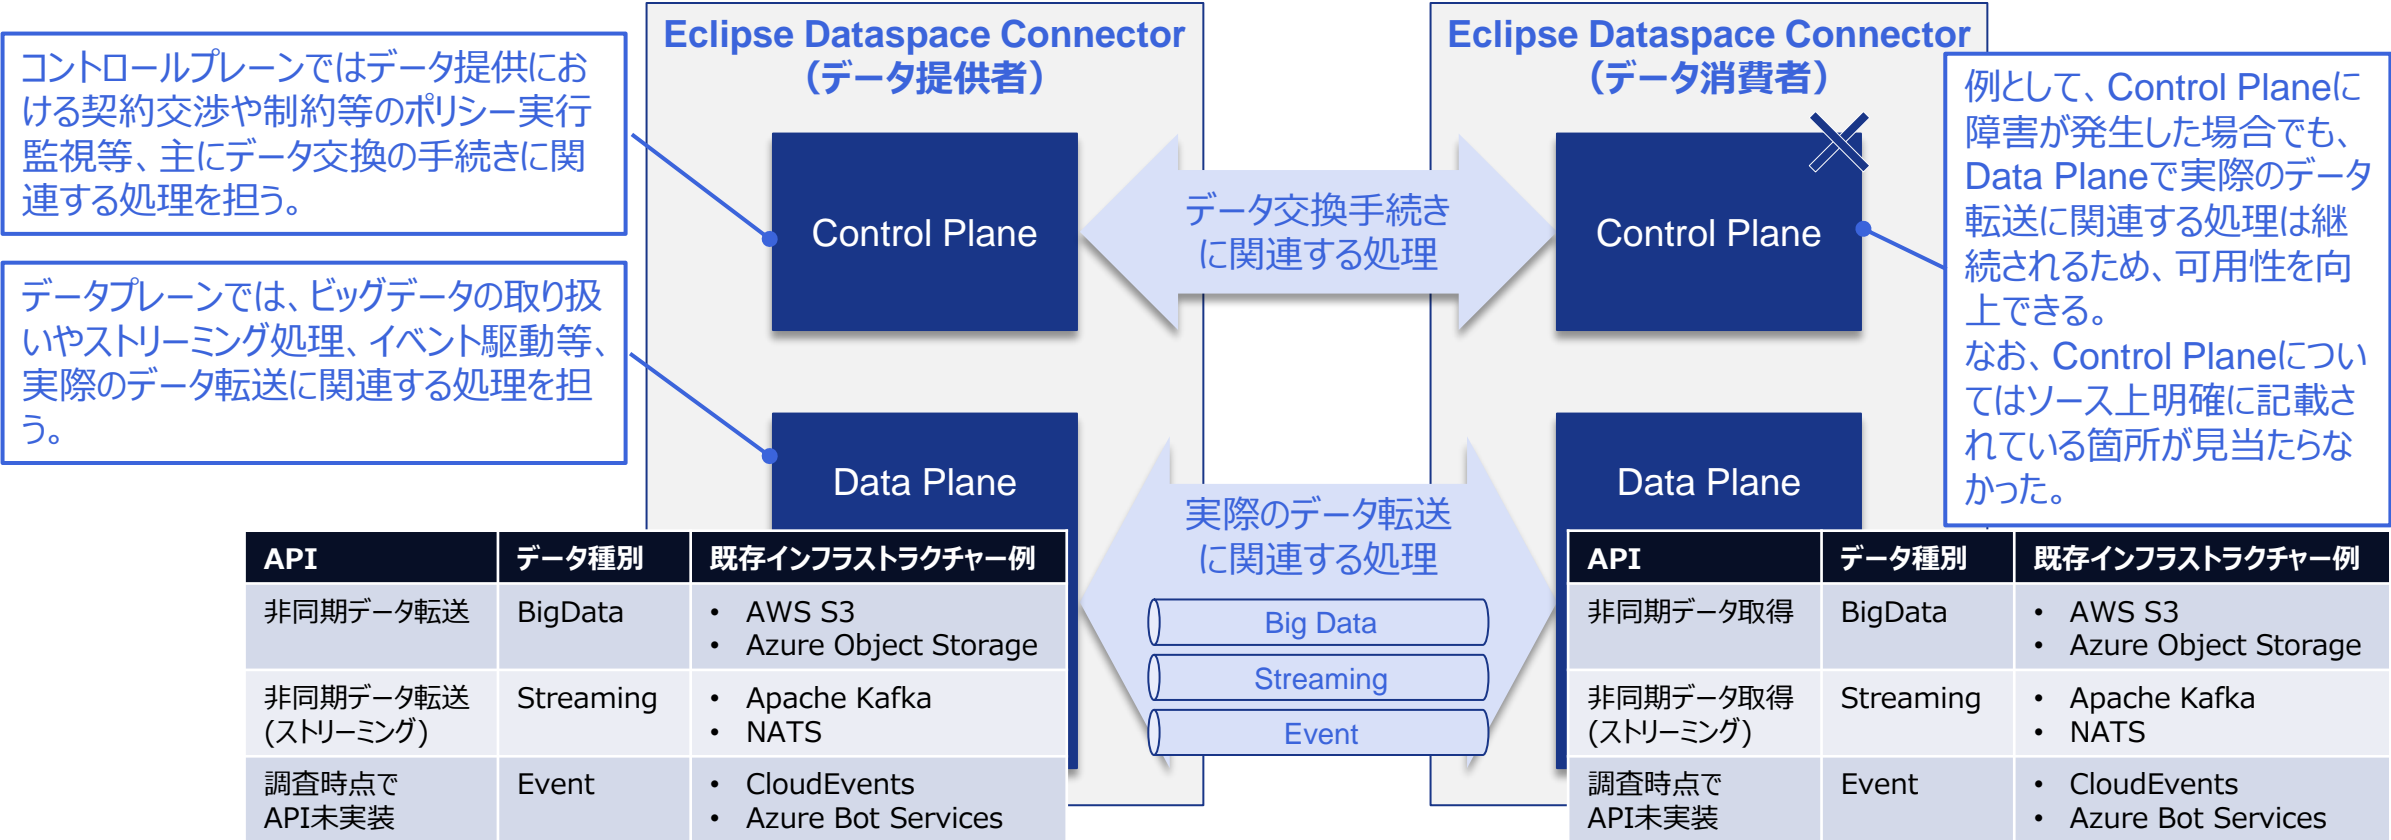 Eclipse Dataspace Connector
（データ提供者）
Eclipse Dataspace Connector
（データ消費者）
コントロールプレーンではデータ提供にお
ける契約交渉や制約等のポリシー実行
監視等、主にデータ交換の手続きに関
連する処理を担う。
データプレーンでは、ビッグデータの取り扱
いやストリーミング処理、イベント駆動等、
実際のデータ転送に関連する処理を担
う。
Control Plane
データ交換手続き
に関連する処理
Control Plane
例として、Control Planeに
障害が発生した場合でも、
Data Planeで実際のデータ
転送に関連する処理は継
続されるため、可用性を向
上できる。
なお、Control Planeについ
てはソース上明確に記載さ
れている箇所が見当たらな
かった。
Data Plane
実際のデータ転送
に関連する処理
Big Data
Streaming
Event
Data Plane
API データ種別 既存インフラストラクチャー例
非同期データ転送 BigData • AWS S3
• Azure Object Storage
非同期データ転送 Streaming • Apache Kafka
(ストリーミング) • NATS
調査時点で Event • CloudEvents
API未実装 • Azure Bot Services
API データ種別 既存インフラストラクチャー例
非同期データ取得 BigData • AWS S3
• Azure Object Storage
非同期データ取得 Streaming • Apache Kafka
(ストリーミング) • NATS
調査時点で Event • CloudEvents
API未実装 • Azure Bot Services